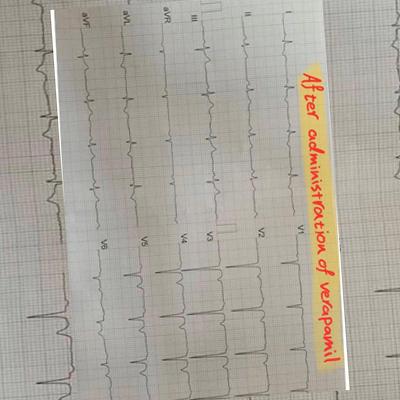 After administration of verapamil
I
II
III
aVR
aVL
aVF
V1
V2
V3
V4
V5
V6